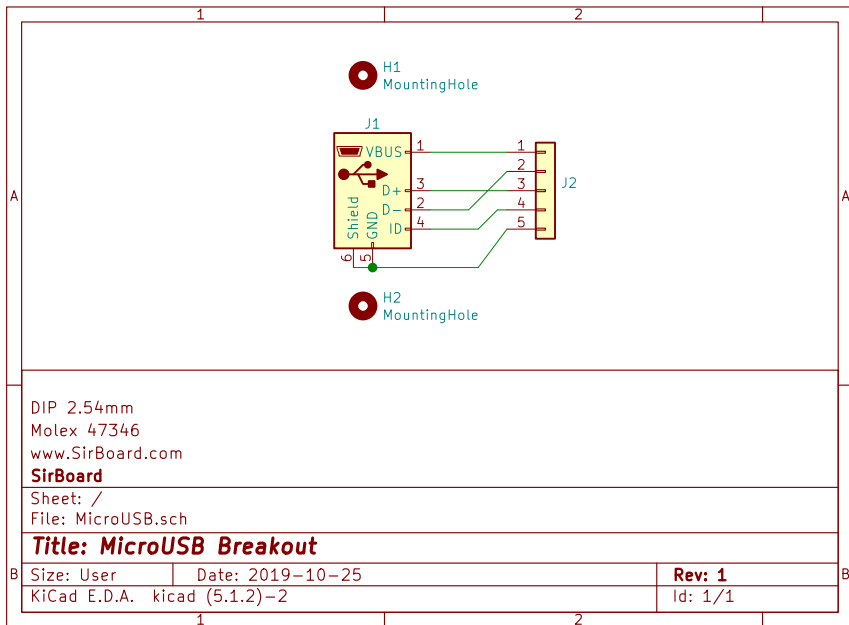 1 2
H1
MountingHole
J1
VBUS 1 1
2
D+ 3 3
A J2 A
D- 2 4
ID 4 5
Shield
GND
6
5
H2
MountingHole
DIP 2.54mm
Molex 47346
www.SirBoard.com
SirBoard
Sheet: /
File: MicroUSB.sch
Title: MicroUSB Breakout
B Size: User Date: 2019-10-25 Rev: 1 B
KiCad E.D.A. kicad (5.1.2)-2 Id: 1/1
1 2